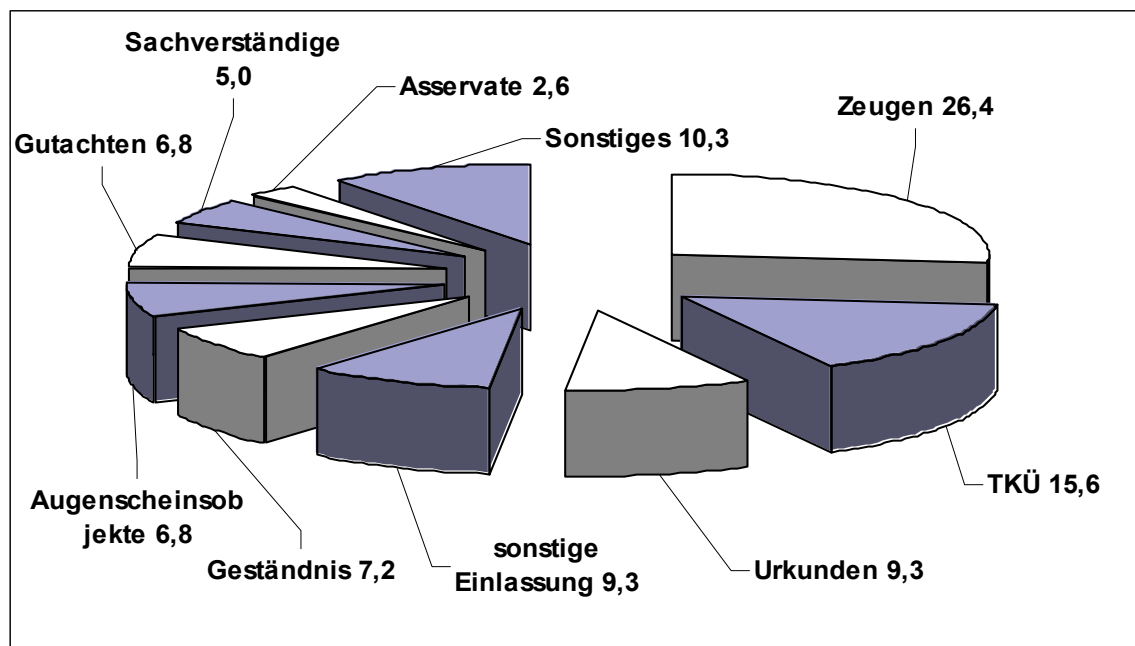 Sachverständige
5,0
Asservate 2,6
Zeugen 26,4
Gutachten 6,8
Sonstiges 10,3
Augenscheinsob
jekte 6,8
Geständnis 7,2
sonstige
Einlassung 9,3
Urkunden 9,3
TKÜ 15,6